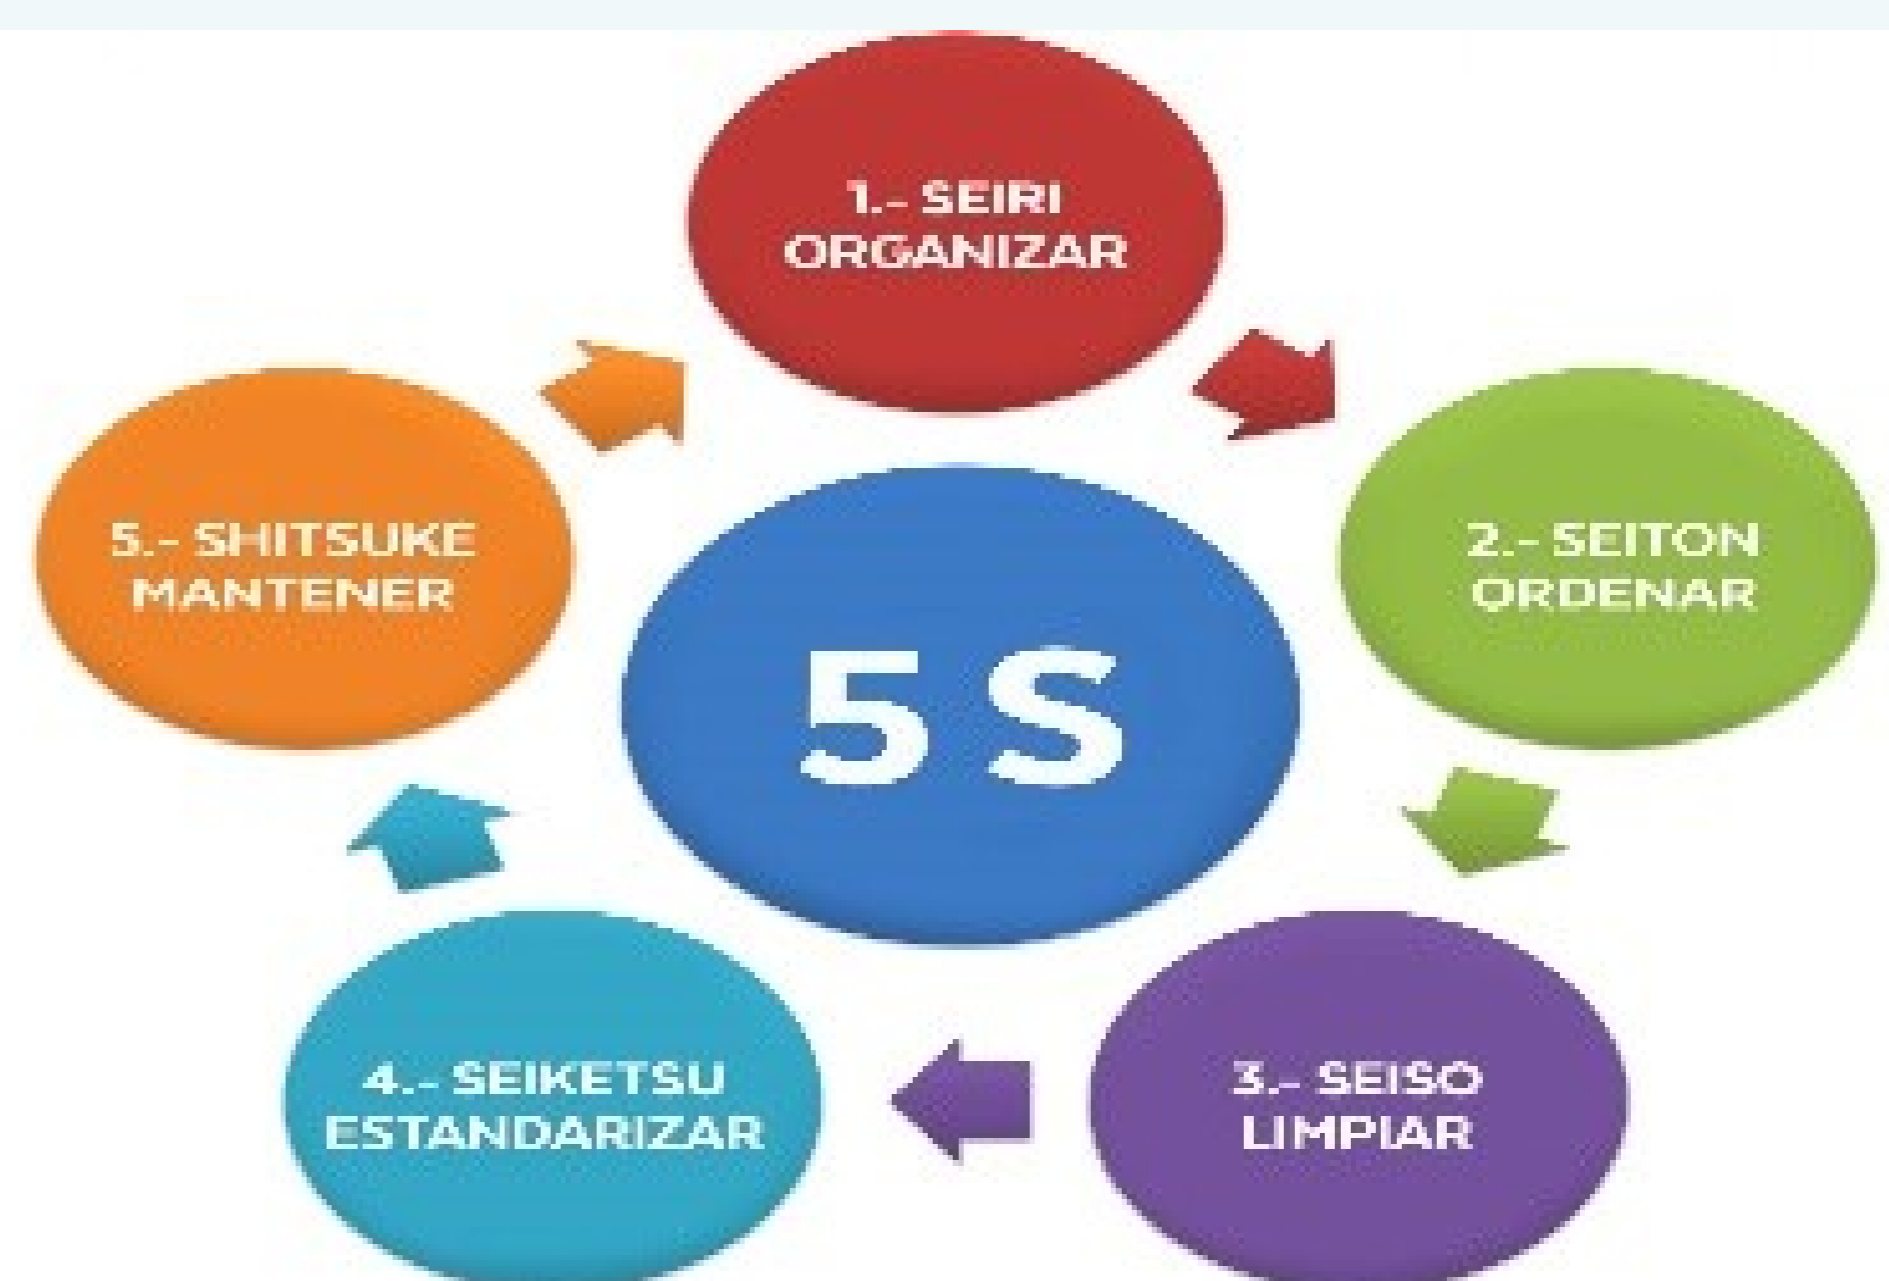 1.- SEIRI
ORGANIZAR
2.- SEITON
ORDENAR
3.- SEISO
LIMPIAR
4.- SEIKETSU
ESTANDARIZAR
5.- SHITSUKE
MANTENER
5 S